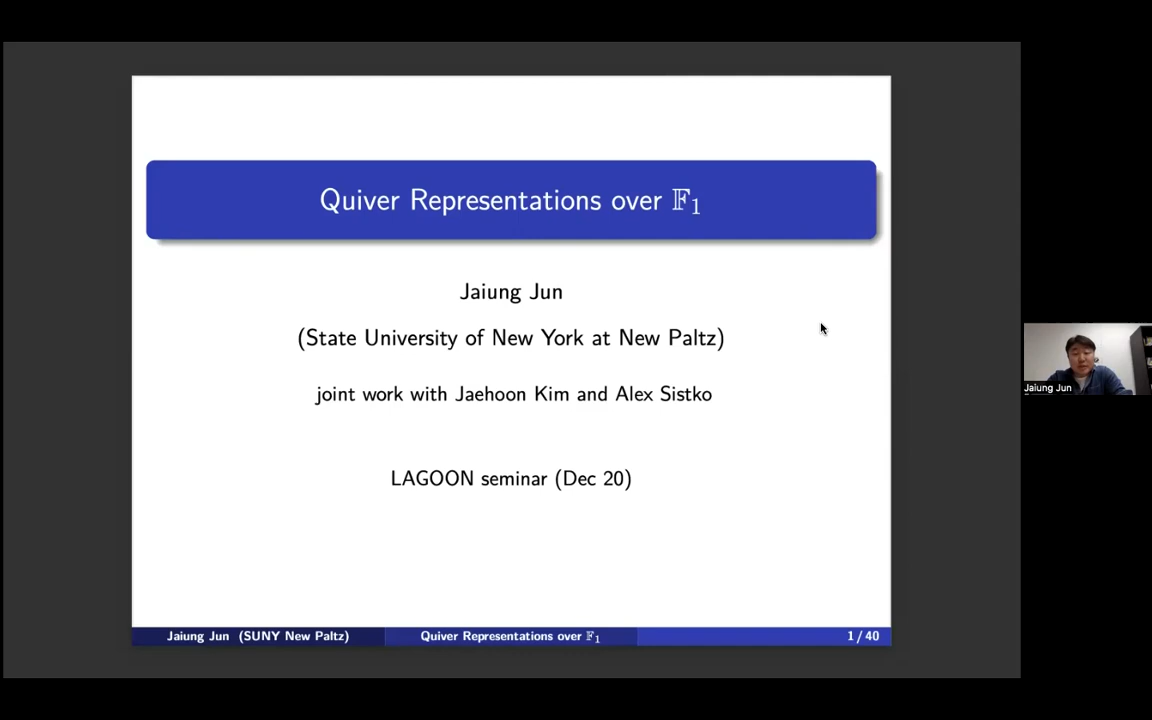 Quiver Representations over 𝔽₁
Jaiung Jun
(State University of New York at New Paltz)
joint work with Jaehoon Kim and Alex Sistko
LAGOON seminar (Dec 20)
Jaiung Jun (SUNY New Paltz)
Quiver Representations over 𝔽₁
1 / 40
Jaiung Jun